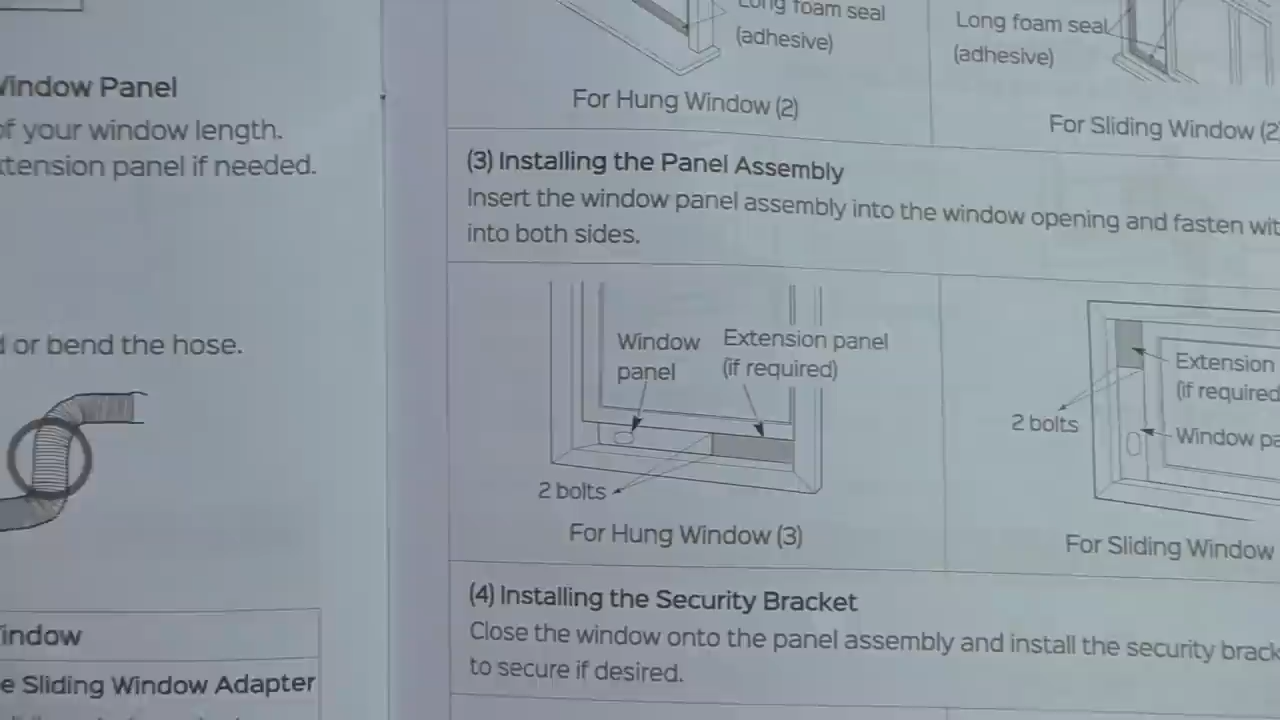 Window Panel
of your window length.
extension panel if needed.
or bend the hose.
indow
e Sliding Window Adapter
Long foam seal
(adhesive)
For Hung Window (2)
Long foam seal
(adhesive)
For Sliding Window (2
(3) Installing the Panel Assembly
Insert the window panel assembly into the window opening and fasten wit
into both sides.
Window
panel
Extension panel
(if required)
2 bolts
For Hung Window (3)
Extension
(if required
2 bolts
Window pa
For Sliding Window
(4) Installing the Security Bracket
Close the window onto the panel assembly and install the security brack
to secure if desired.